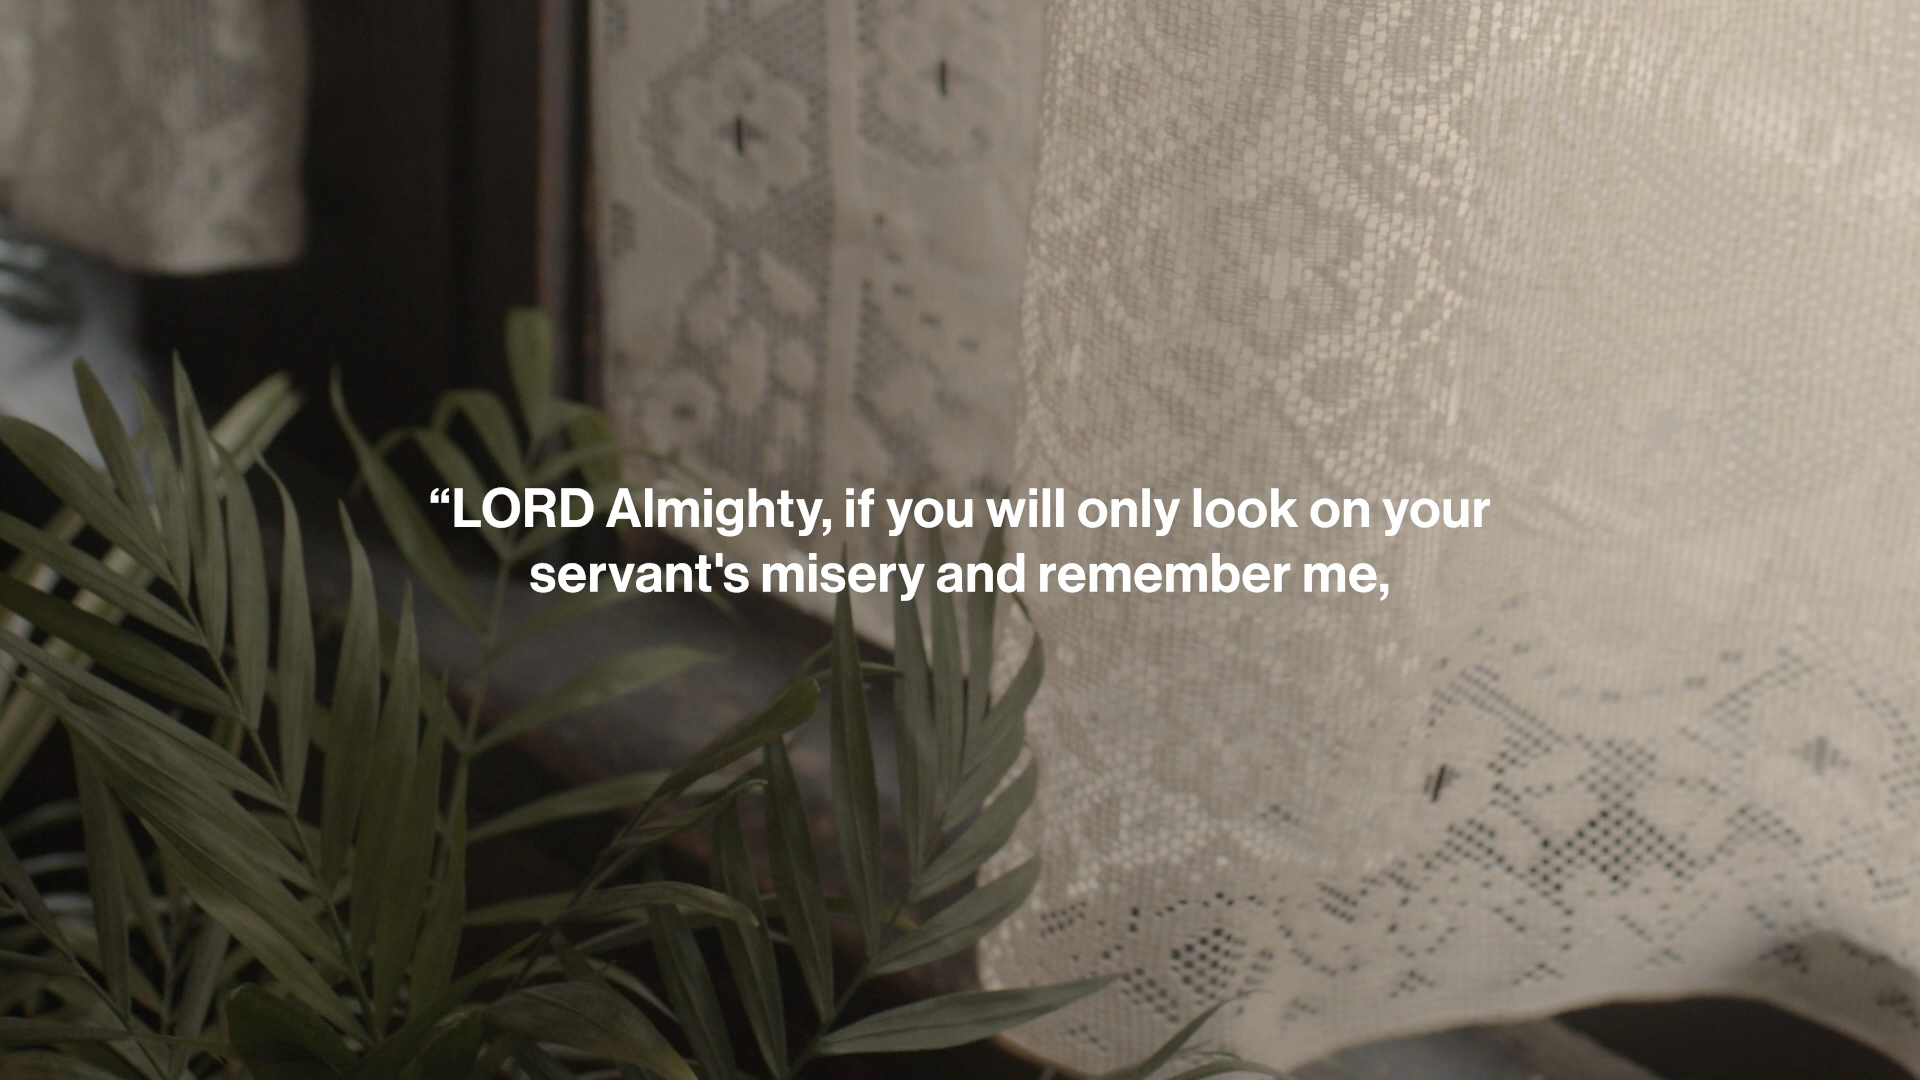 “LORD Almighty, if you will only look on your
servant's misery and remember me,